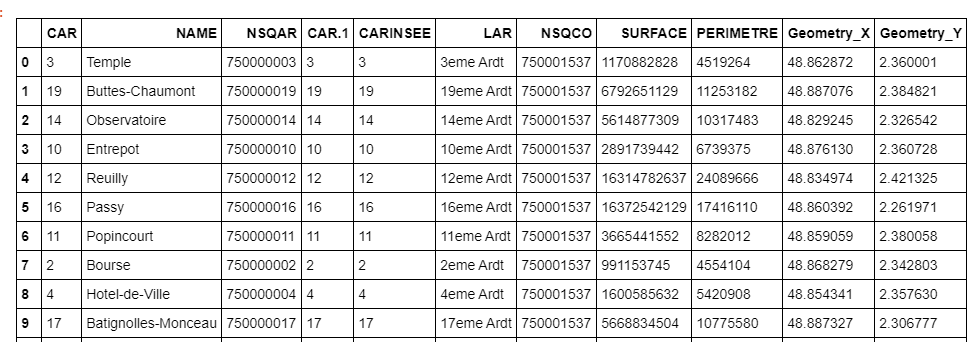 CAR NAME NSQAR CAR.1 CARINSEE LAR NSQCO SURFACE PERIMETRE Geometry_X Geometry_Y
0 3 Temple 750000003 3 3 3eme Ardt 750001537 1170882828 4519264 48.862872 2.360001
1 19 Buttes-Chaumont 750000019 19 19 19eme Ardt 750001537 6792651129 11253182 48.887076 2.384821
2 14 Observatoire 750000014 14 14 14eme Ardt 750001537 5614877309 10317483 48.829245 2.326542
3 10 Entrepot 750000010 10 10 10eme Ardt 750001537 2891739442 6739375 48.876130 2.360728
4 12 Reuilly 750000012 12 12 12eme Ardt 750001537 16314782637 24089666 48.834974 2.421325
5 16 Passy 750000016 16 16 16eme Ardt 750001537 16372542129 17416110 48.860392 2.261971
6 11 Popincourt 750000011 11 11 11eme Ardt 750001537 3665441552 8282012 48.859059 2.380058
7 2 Bourse 750000002 2 2 2eme Ardt 750001537 991153745 4554104 48.868279 2.342803
8 4 Hotel-de-Ville 750000004 4 4 4eme Ardt 750001537 1600585632 5420908 48.854341 2.357630
9 17 Batignolles-Monceau 750000017 17 17 17eme Ardt 750001537 5668834504 10775580 48.887327 2.306777